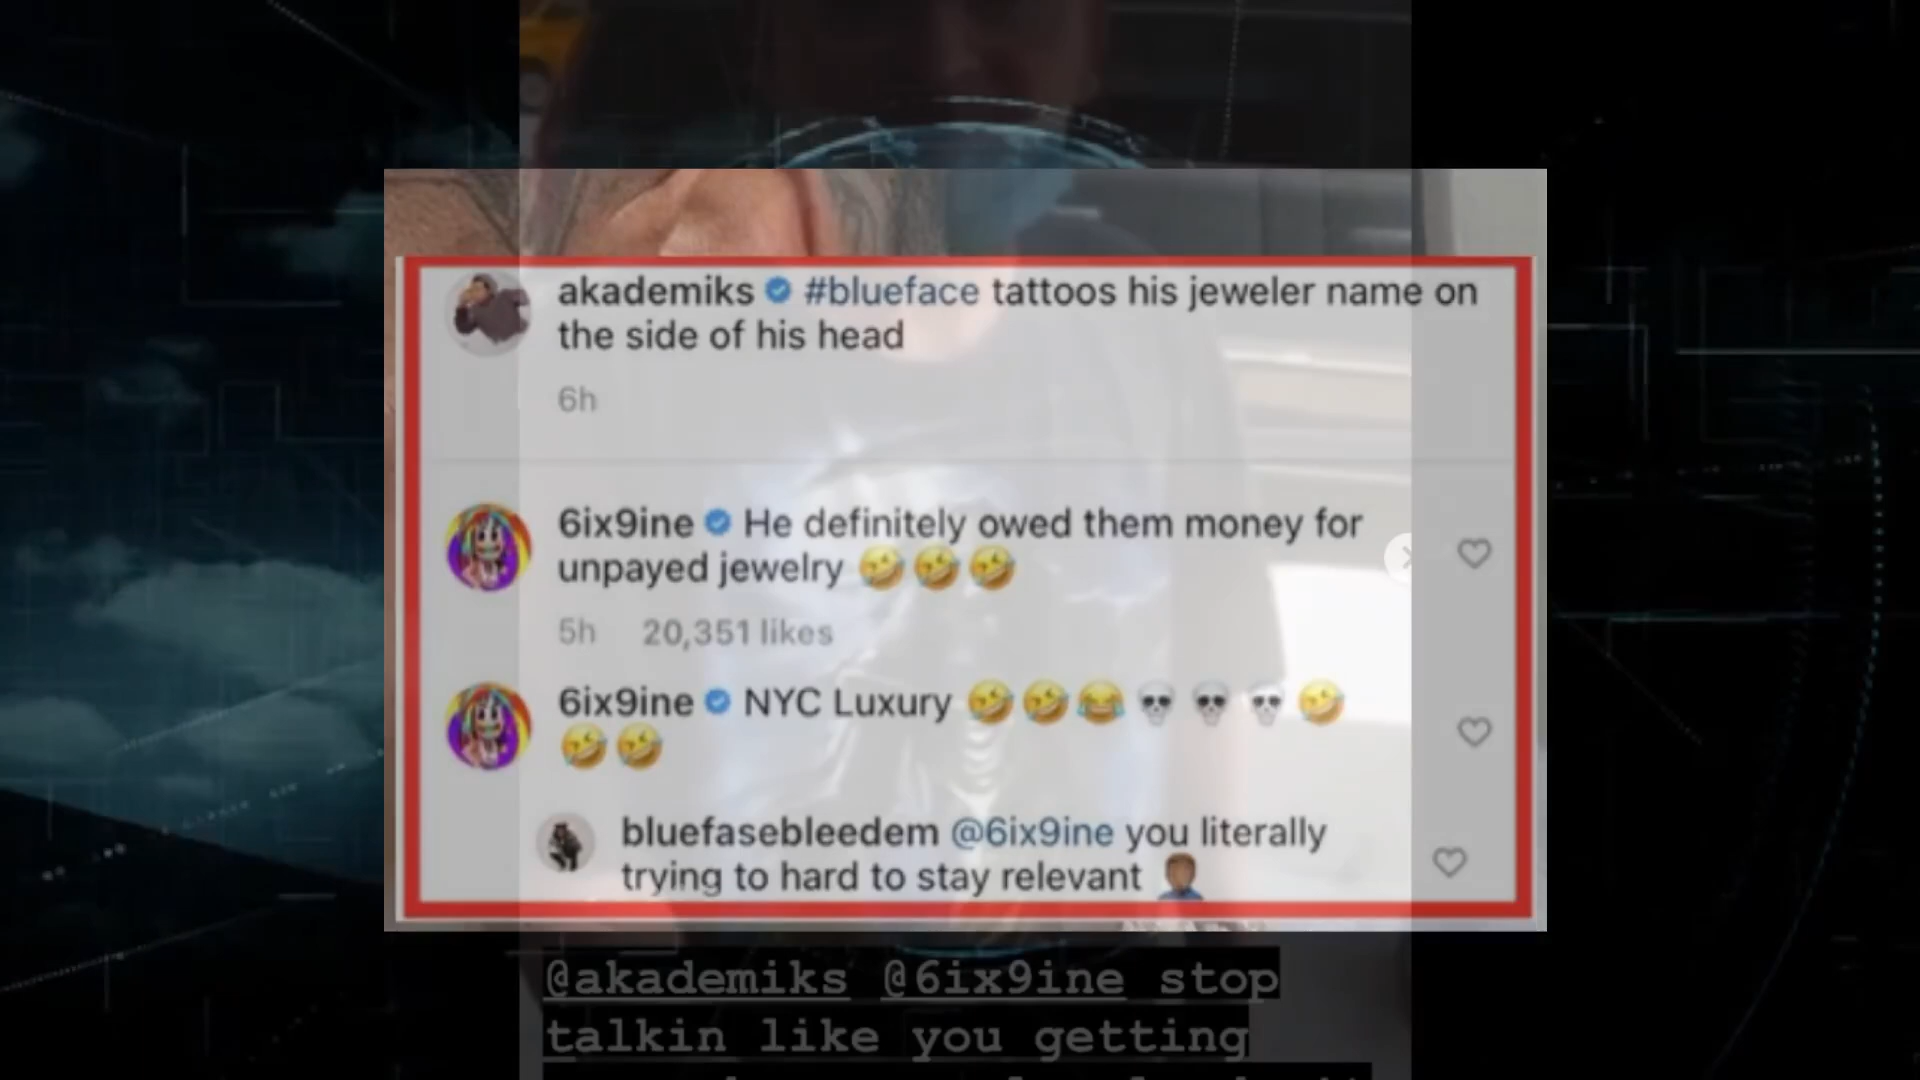 akademiks #blueface tattoos his jeweler name on
the side of his head
6h
6ix9ine He definitely owed them money for
unpayed jewelry 🤣🤣🤣
5h 20,351 likes
6ix9ine NYC Luxury 🤣🤣😂💀💀💀🤣
🤣🤣
bluefasebleedem @6ix9ine you literally
trying to hard to stay relevant 🤦🏾‍♂️
@akademiks @6ix9ine stop
talkin like you getting